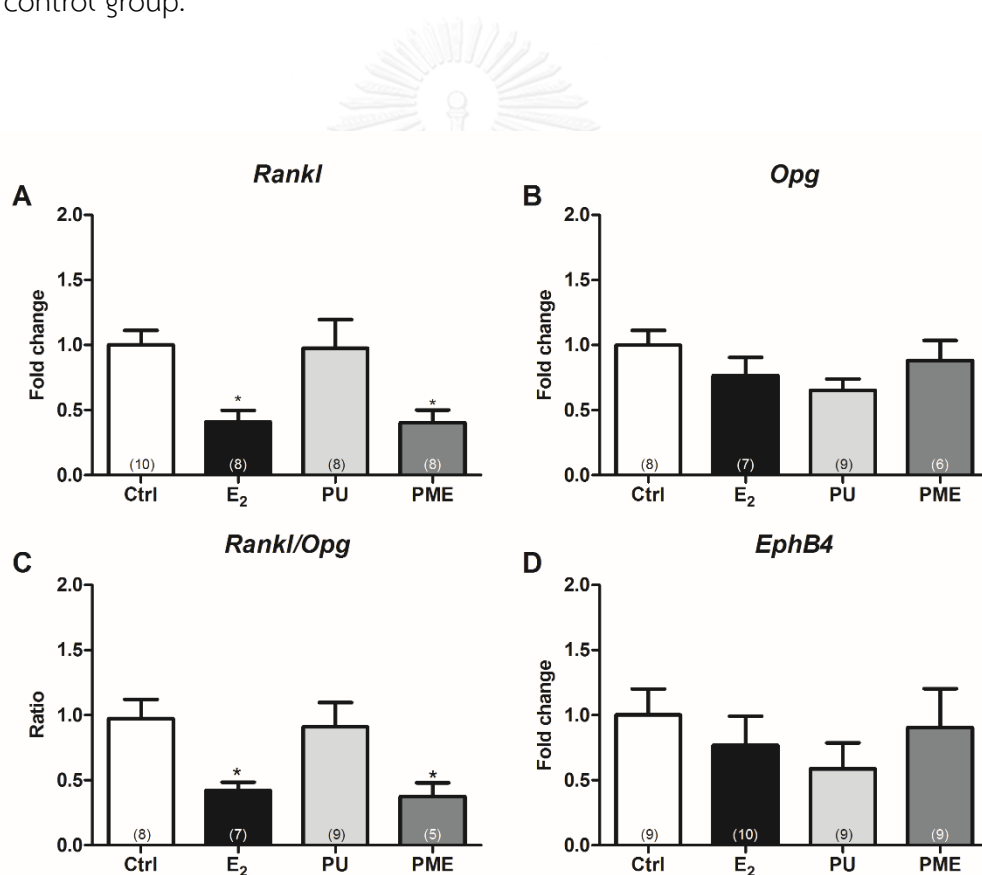 control group.
Rankl
Opg
A
B
2.0
1.5
1.0
0.5
0.0
Fold change
* *
(10) (8) (8) (8)
Ctrl E₂ PU PME
2.0
1.5
1.0
0.5
0.0
Fold change
(8) (7) (9) (6)
Ctrl E₂ PU PME
Rankl/Opg
EphB4
C
D
2.0
1.5
1.0
0.5
0.0
Ratio
* *
(8) (7) (9) (5)
Ctrl E₂ PU PME
2.0
1.5
1.0
0.5
0.0
Fold change
(9) (10) (9) (9)
Ctrl E₂ PU PME